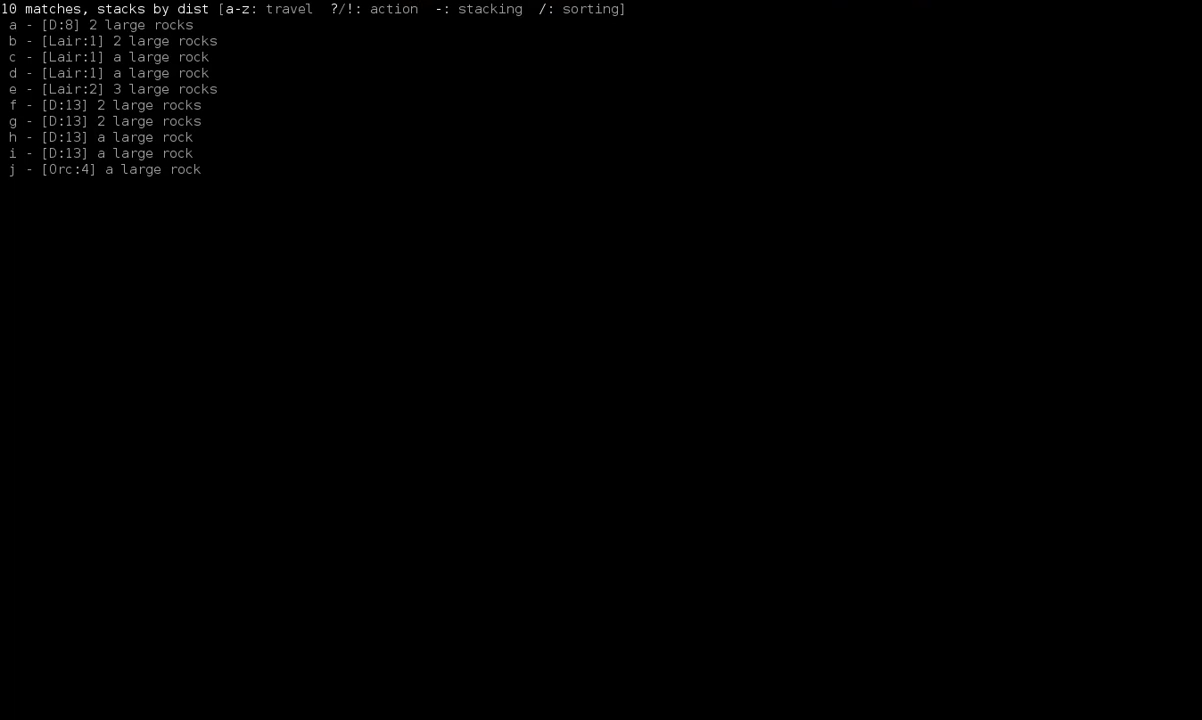 10 matches, stacks by dist [a-z: travel  ?/!: action  -: stacking  /: sorting]
a - [D:8] 2 large rocks
b - [Lair:1] 2 large rocks
c - [Lair:1] a large rock
d - [Lair:1] a large rock
e - [Lair:2] 3 large rocks
f - [D:13] 2 large rocks
g - [D:13] 2 large rocks
h - [D:13] a large rock
i - [D:13] a large rock
j - [Orc:4] a large rock